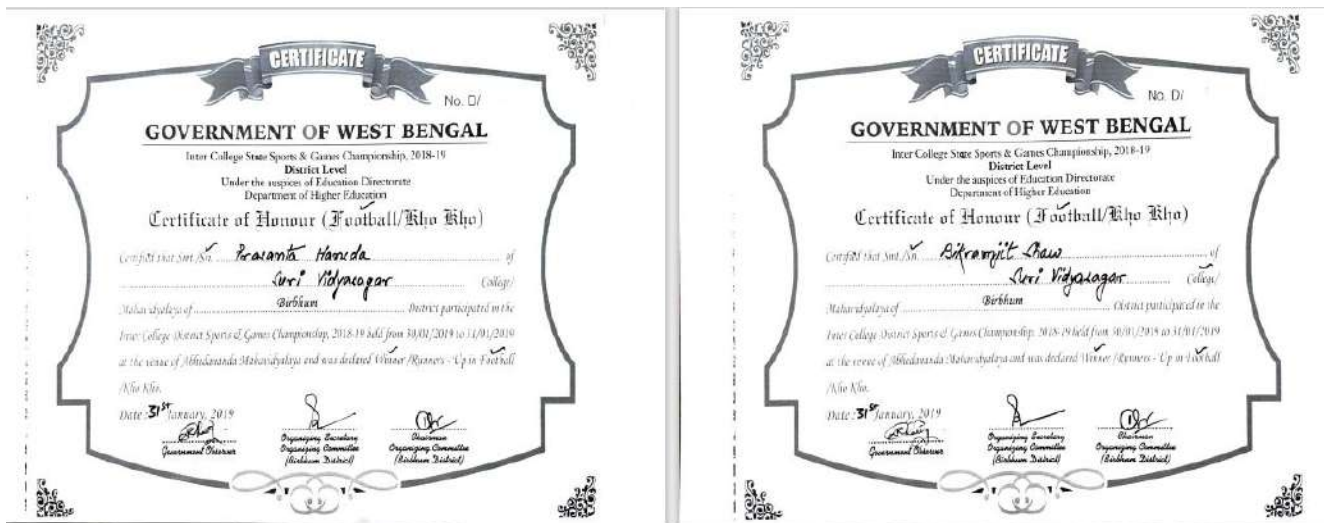 CERTIFICATE
No. D/
GOVERNMENT OF WEST BENGAL
Inter College State Sports & Games Championship, 2018-19
District Level
Under the auspices of Education Directorate
Department of Higher Education
Certificate of Honour (Football/Kho Kho)
Certified that Smt./Sri. Prasanta Hansda of
Suri Vidyasagar College/
Mahavidyalaya of Birbhum District participated in the
Inter College District Sports & Games Championship, 2018-19 held from 30/01/2019 to 31/01/2019
at the venue of Abhedananda Mahavidyalaya and was declared Winner /Runners - Up in Football
/Kho Kho.
Date : 31st January, 2019
Government Observer
Organizing Secretary
Organizing Committee
(Birbhum District)
Chairman
Organizing Committee
(Birbhum District)
CERTIFICATE
No. D/
GOVERNMENT OF WEST BENGAL
Inter College State Sports & Games Championship, 2018-19
District Level
Under the auspices of Education Directorate
Department of Higher Education
Certificate of Honour (Football/Kho Kho)
Certified that Smt./Sri. Bikramjit Shaw of
Suri Vidyasagar College/
Mahavidyalaya of Birbhum District participated in the
Inter College District Sports & Games Championship, 2018-19 held from 30/01/2019 to 31/01/2019
at the venue of Abhedananda Mahavidyalaya and was declared Winner /Runners - Up in Football
/Kho Kho.
Date : 31st January, 2019
Government Observer
Organizing Secretary
Organizing Committee
(Birbhum District)
Chairman
Organizing Committee
(Birbhum District)